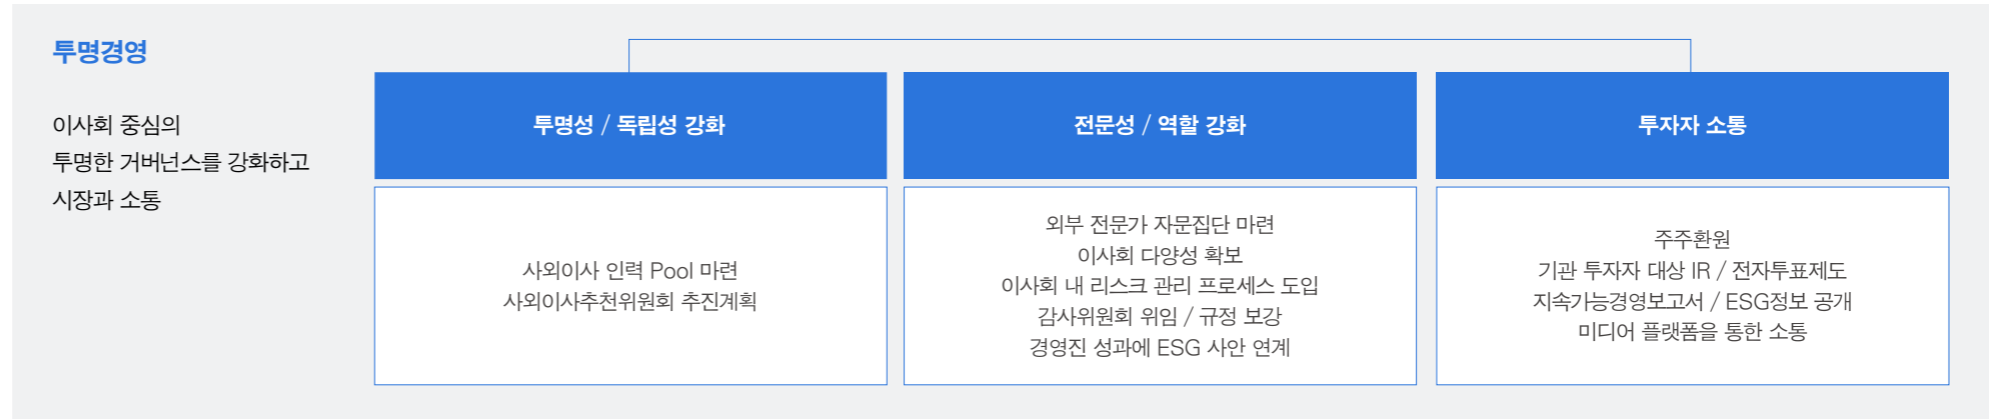 투명경영
이사회 중심의
투명한 거버넌스를 강화하고
시장과 소통
투명성 / 독립성 강화
사외이사 인력 Pool 마련
사외이사추천위원회 추진계획
전문성 / 역할 강화
외부 전문가 자문집단 마련
이사회 다양성 확보
이사회 내 리스크 관리 프로세스 도입
감사위원회 위임 / 규정 보강
경영진 성과에 ESG 사안 연계
투자자 소통
주주환원
기관 투자자 대상 IR / 전자투표제도
지속가능경영보고서 / ESG정보 공개
미디어 플랫폼을 통한 소통